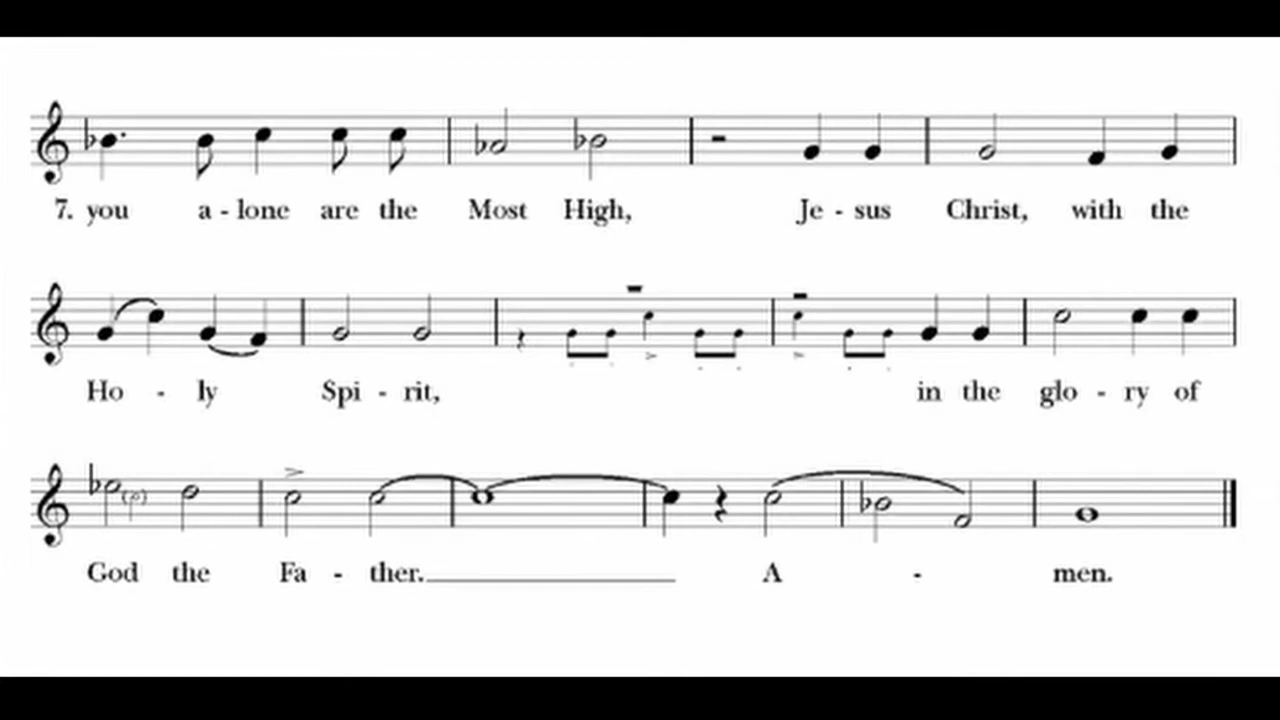 7. you a - lone are the Most High, Je - sus Christ, with the
Ho - ly Spi - rit, in the glo - ry of
God the Fa - ther. A - men.